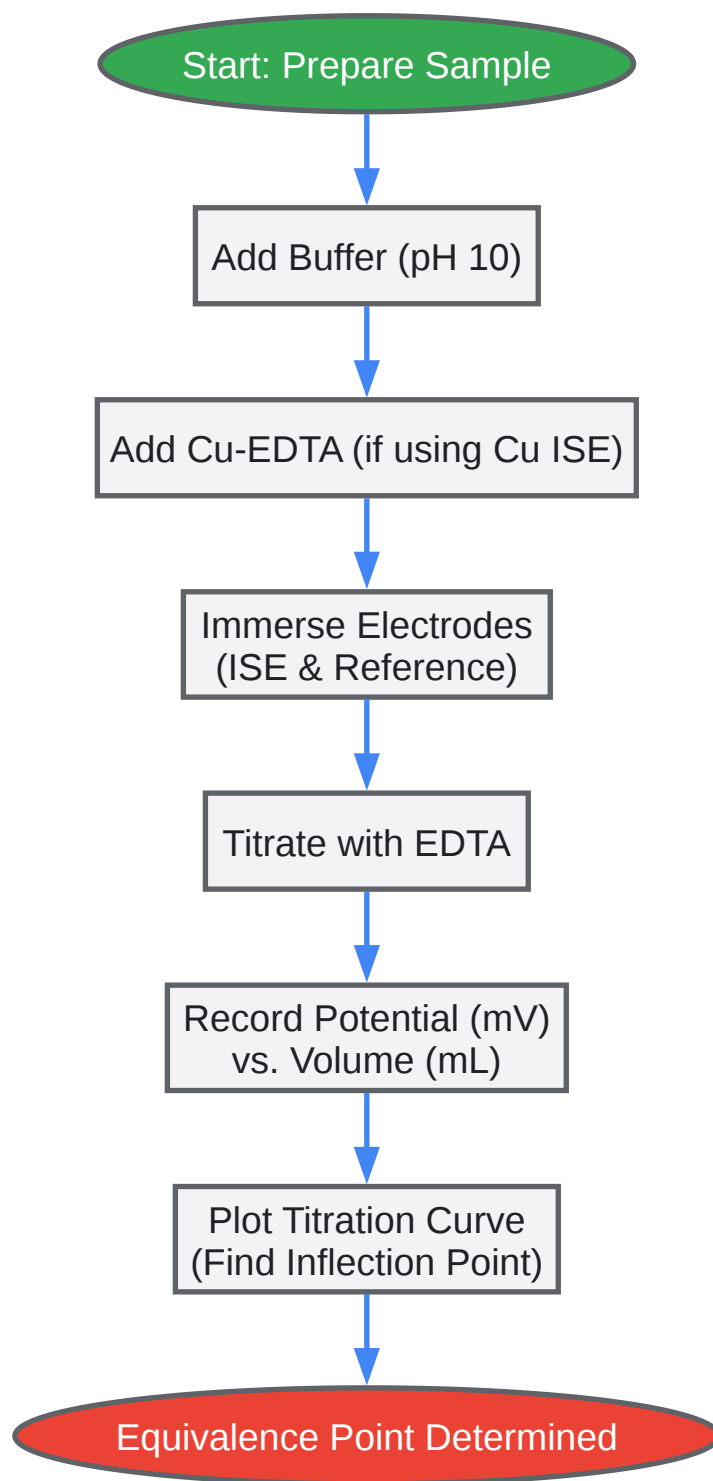 Start: Prepare Sample
Add Buffer (pH 10)
Add Cu-EDTA (if using Cu ISE)
Immerse Electrodes
(ISE & Reference)
Titrate with EDTA
Record Potential (mV)
vs. Volume (mL)
Plot Titration Curve
(Find Inflection Point)
Equivalence Point Determined